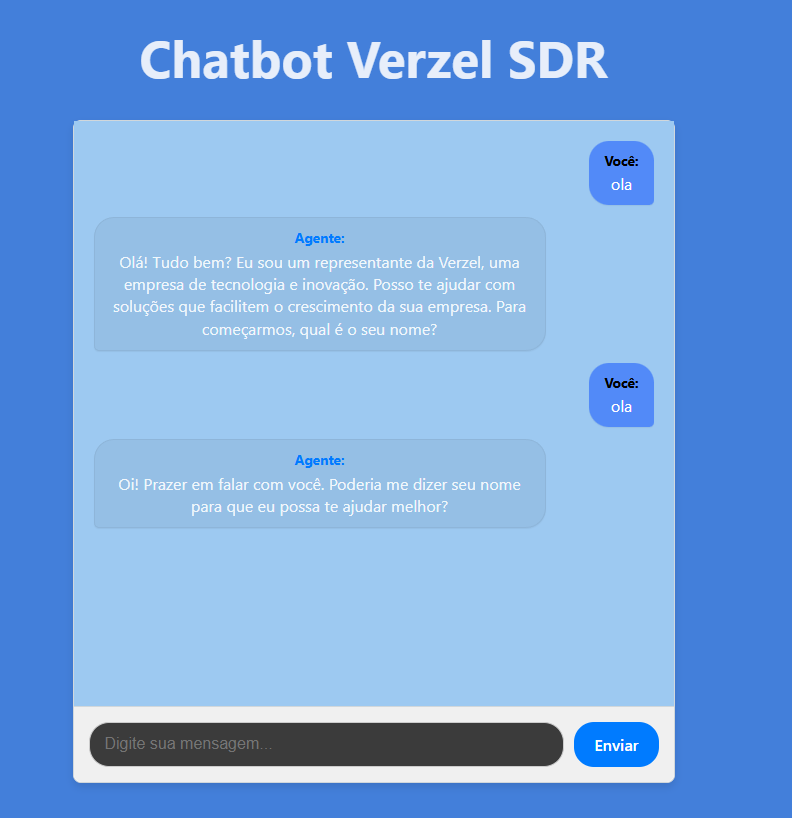 Chatbot Verzel SDR
Você:
ola
Agente:
Olá! Tudo bem? Eu sou um representante da Verzel, uma
empresa de tecnologia e inovação. Posso te ajudar com
soluções que facilitem o crescimento da sua empresa. Para
começarmos, qual é o seu nome?
Você:
ola
Agente:
Oi! Prazer em falar com você. Poderia me dizer seu nome
para que eu possa te ajudar melhor?
Digite sua mensagem...
Enviar